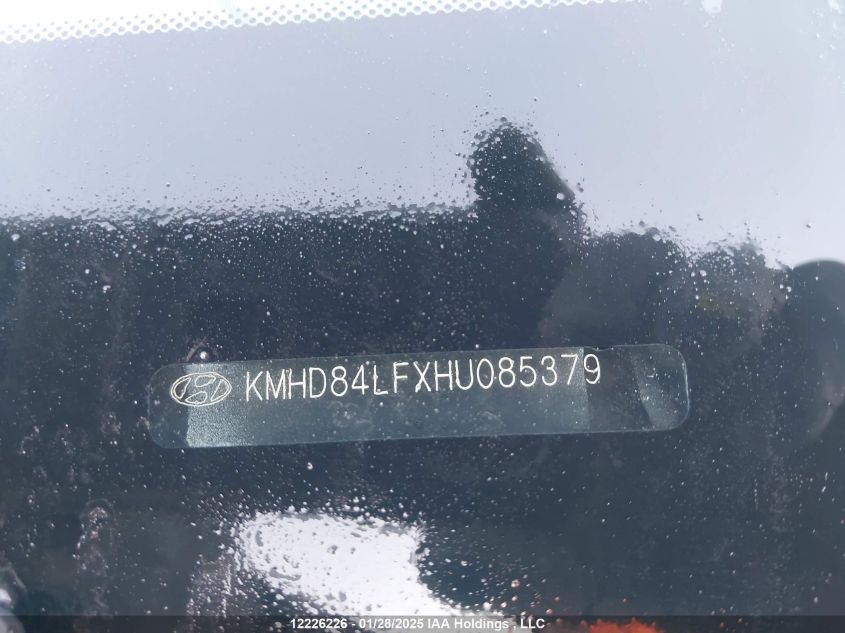 KMHD84LFXHU085379
12226226 - 01/28/2025 IAA Holdings , LLC